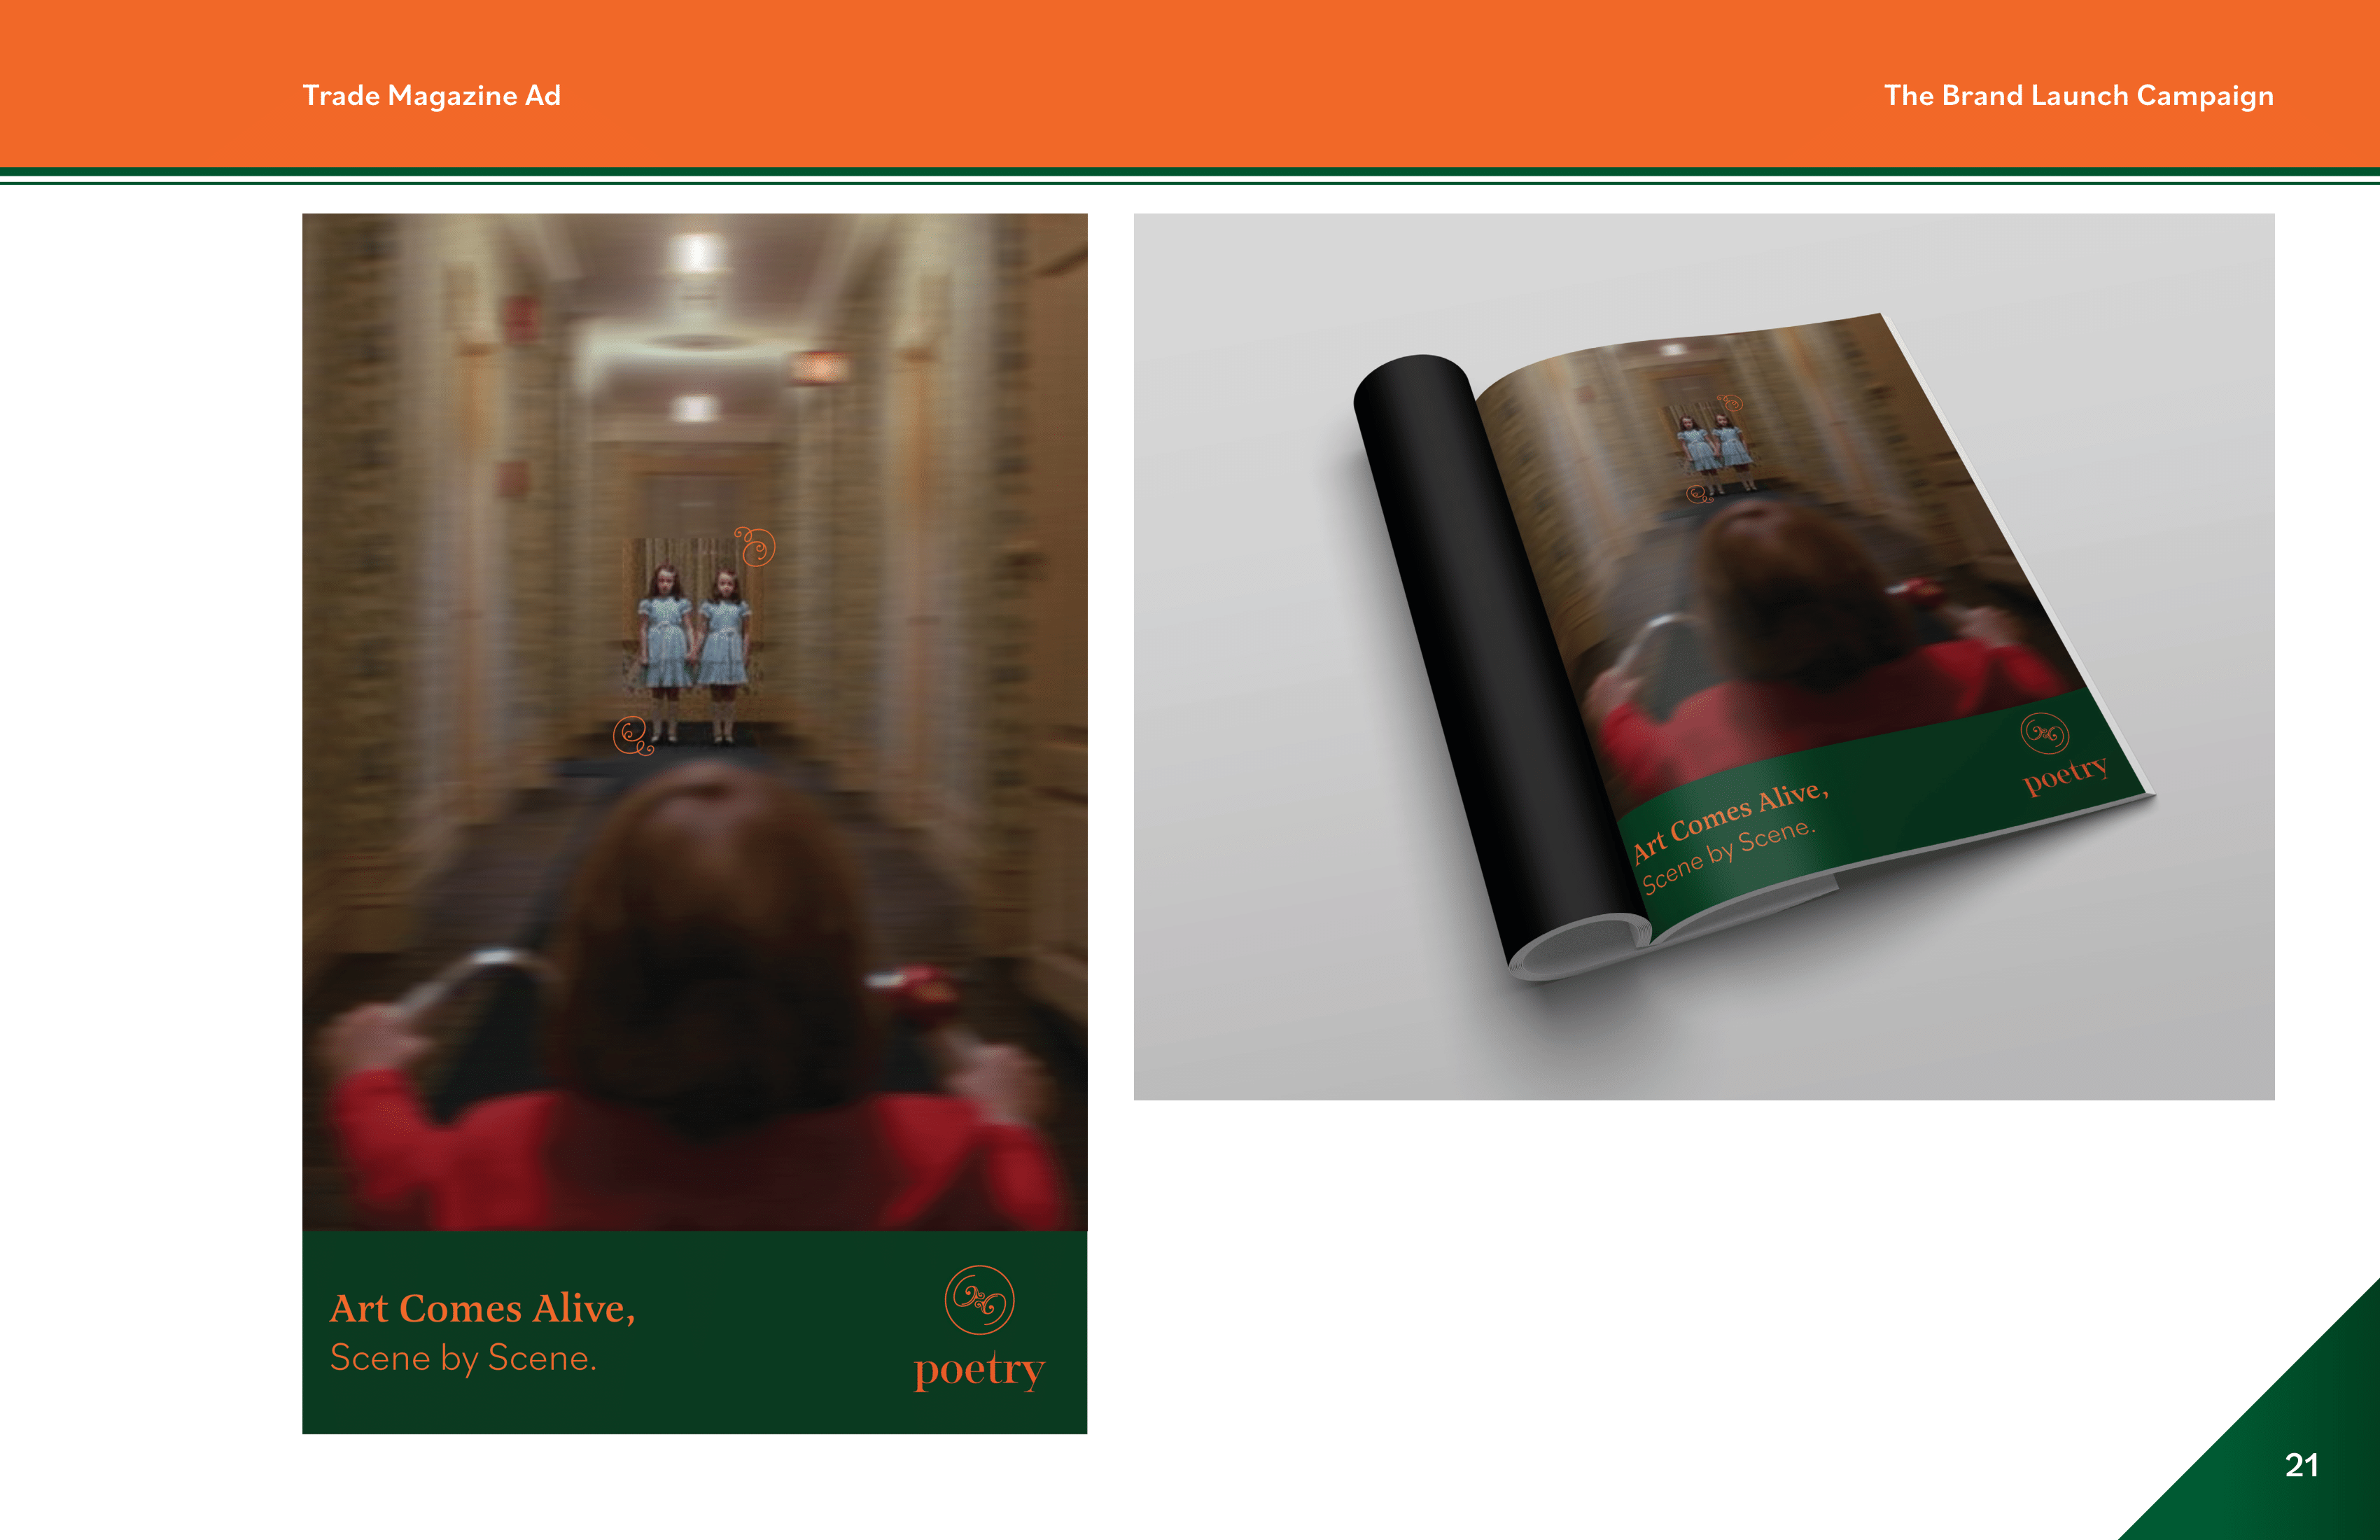 Trade Magazine Ad
The Brand Launch Campaign
Art Comes Alive,
Scene by Scene.
poetry
Art Comes Alive,
Scene by Scene.
poetry
21